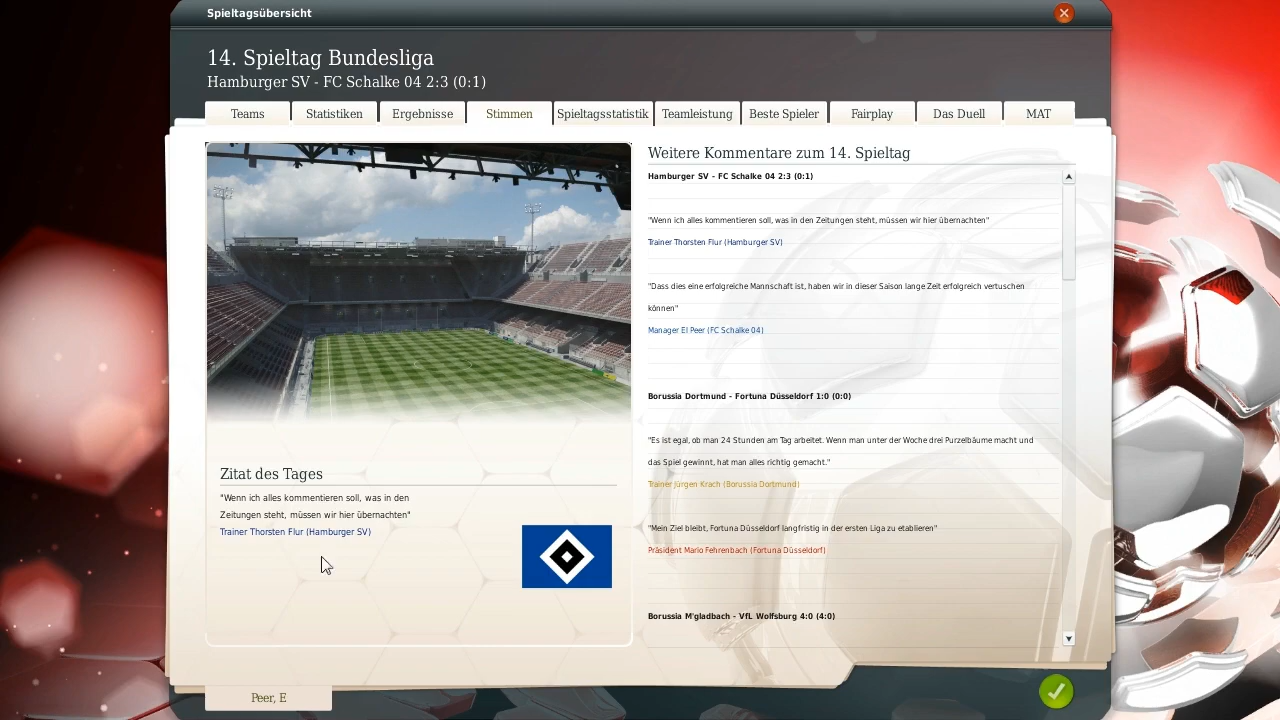 Spieltagsübersicht
14. Spieltag Bundesliga
Hamburger SV - FC Schalke 04 2:3 (0:1)
Teams
Statistiken
Ergebnisse
Stimmen
Spieltagsstatistik
Teamleistung
Beste Spieler
Fairplay
Das Duell
MAT
Zitat des Tages
"Wenn ich alles kommentieren soll, was in den
Zeitungen steht, müssen wir hier übernachten"
Trainer Thorsten Flur (Hamburger SV)
Weitere Kommentare zum 14. Spieltag
Hamburger SV - FC Schalke 04 2:3 (0:1)
"Wenn ich alles kommentieren soll, was in den Zeitungen steht, müssen wir hier übernachten"
Trainer Thorsten Flur (Hamburger SV)
"Dass dies eine erfolgreiche Mannschaft ist, haben wir in dieser Saison lange Zeit erfolgreich vertuschen
können"
Manager El Peer (FC Schalke 04)
Borussia Dortmund - Fortuna Düsseldorf 1:0 (0:0)
"Es ist egal, ob man 24 Stunden am Tag arbeitet. Wenn man unter der Woche drei Purzelbäume macht und
das Spiel gewinnt, hat man alles richtig gemacht."
Trainer Jürgen Krach (Borussia Dortmund)
"Mein Ziel bleibt, Fortuna Düsseldorf langfristig in der ersten Liga zu etablieren"
Präsident Mario Fehrenbach (Fortuna Düsseldorf)
Borussia M'gladbach - VfL Wolfsburg 4:0 (4:0)
Peer, E